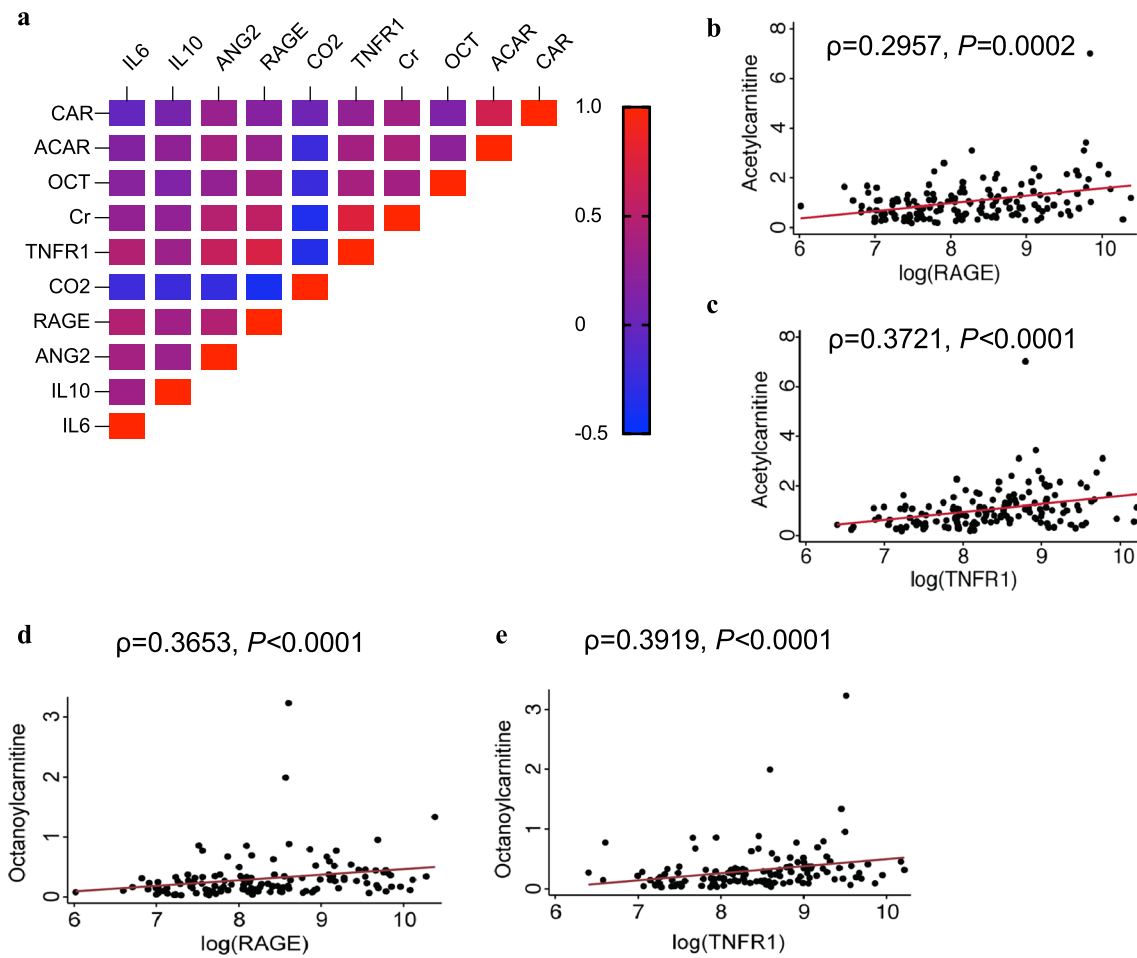 a
IL6 IL10 ANG2 RAGE CO2 TNFR1 Cr OCT ACAR CAR
CAR
ACAR
OCT
Cr
TNFR1
CO2
RAGE
ANG2
IL10
IL6
1.0
0.5
0
-0.5
b
ρ=0.2957, P=0.0002
Acetylcarnitine
8
6
4
2
0
6 7 8 9 10
log(RAGE)
c
ρ=0.3721, P<0.0001
Acetylcarnitine
8
6
4
2
0
6 7 8 9 10
log(TNFR1)
d
ρ=0.3653, P<0.0001
Octanoylcarnitine
3
2
1
0
6 7 8 9 10
log(RAGE)
e
ρ=0.3919, P<0.0001
Octanoylcarnitine
3
2
1
0
6 7 8 9 10
log(TNFR1)